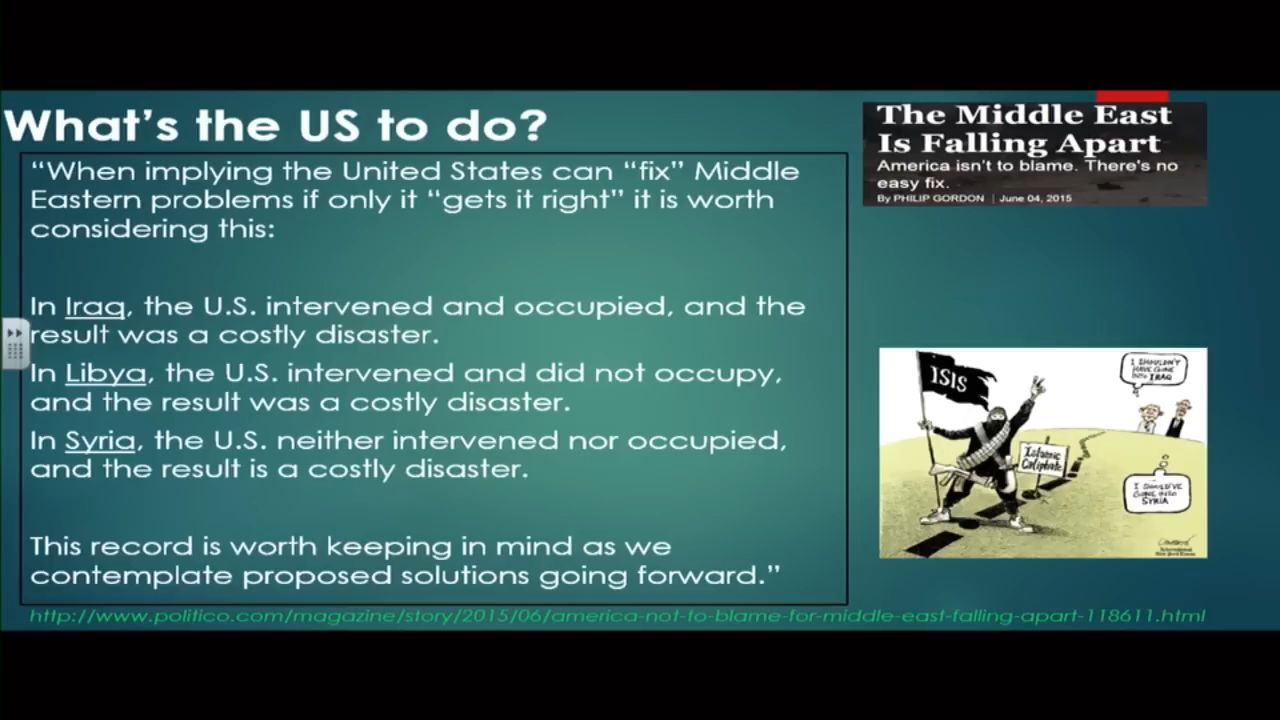 What's the US to do?
"When implying the United States can "fix" Middle
Eastern problems if only it "gets it right" it is worth
considering this:
In Iraq, the U.S. intervened and occupied, and the
result was a costly disaster.
In Libya, the U.S. intervened and did not occupy,
and the result was a costly disaster.
In Syria, the U.S. neither intervened nor occupied,
and the result is a costly disaster.
This record is worth keeping in mind as we
contemplate proposed solutions going forward."
http://www.politico.com/magazine/story/2015/06/america-not-to-blame-for-middle-east-falling-apart-118611.html
The Middle East
Is Falling Apart
America isn't to blame. There's no
easy fix.
By PHILIP GORDON | June 04, 2015
ISIS
I SHOULDN'T
HAVE GONE
INTO IRAQ
Islamic
Caliphate
I SHOULD'VE
GONE INTO
SYRIA
International
New York Times